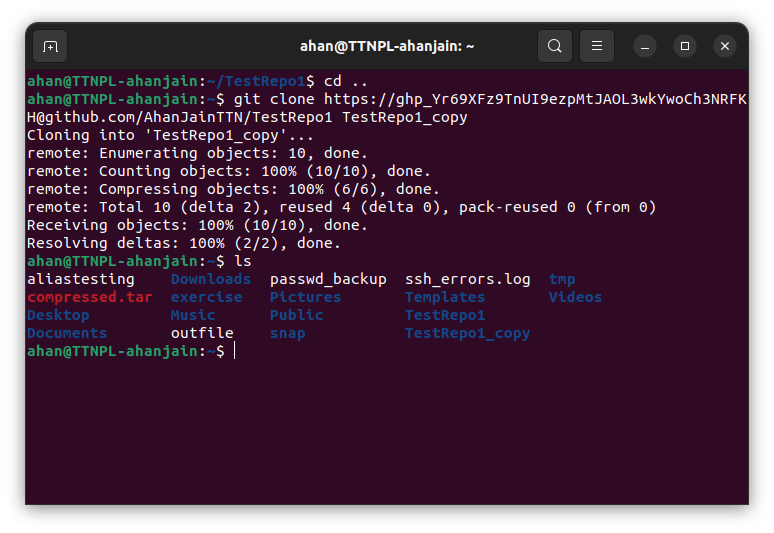 ahan@TTNPL-ahanjain: ~
ahan@TTNPL-ahanjain:~/TestRepo1$ cd ..
ahan@TTNPL-ahanjain:~$ git clone https://ghp_Yr69XFz9TnUI9ezpMtJAOL3wkYwoCh3NRFK
H@github.com/AhanJainTTN/TestRepo1 TestRepo1_copy
Cloning into 'TestRepo1_copy'...
remote: Enumerating objects: 10, done.
remote: Counting objects: 100% (10/10), done.
remote: Compressing objects: 100% (6/6), done.
remote: Total 10 (delta 2), reused 4 (delta 0), pack-reused 0 (from 0)
Receiving objects: 100% (10/10), done.
Resolving deltas: 100% (2/2), done.
ahan@TTNPL-ahanjain:~$ ls
aliastesting Downloads passwd_backup ssh_errors.log tmp
compressed.tar exercise Pictures Templates Videos
Desktop Music Public TestRepo1
Documents outfile snap TestRepo1_copy
ahan@TTNPL-ahanjain:~$